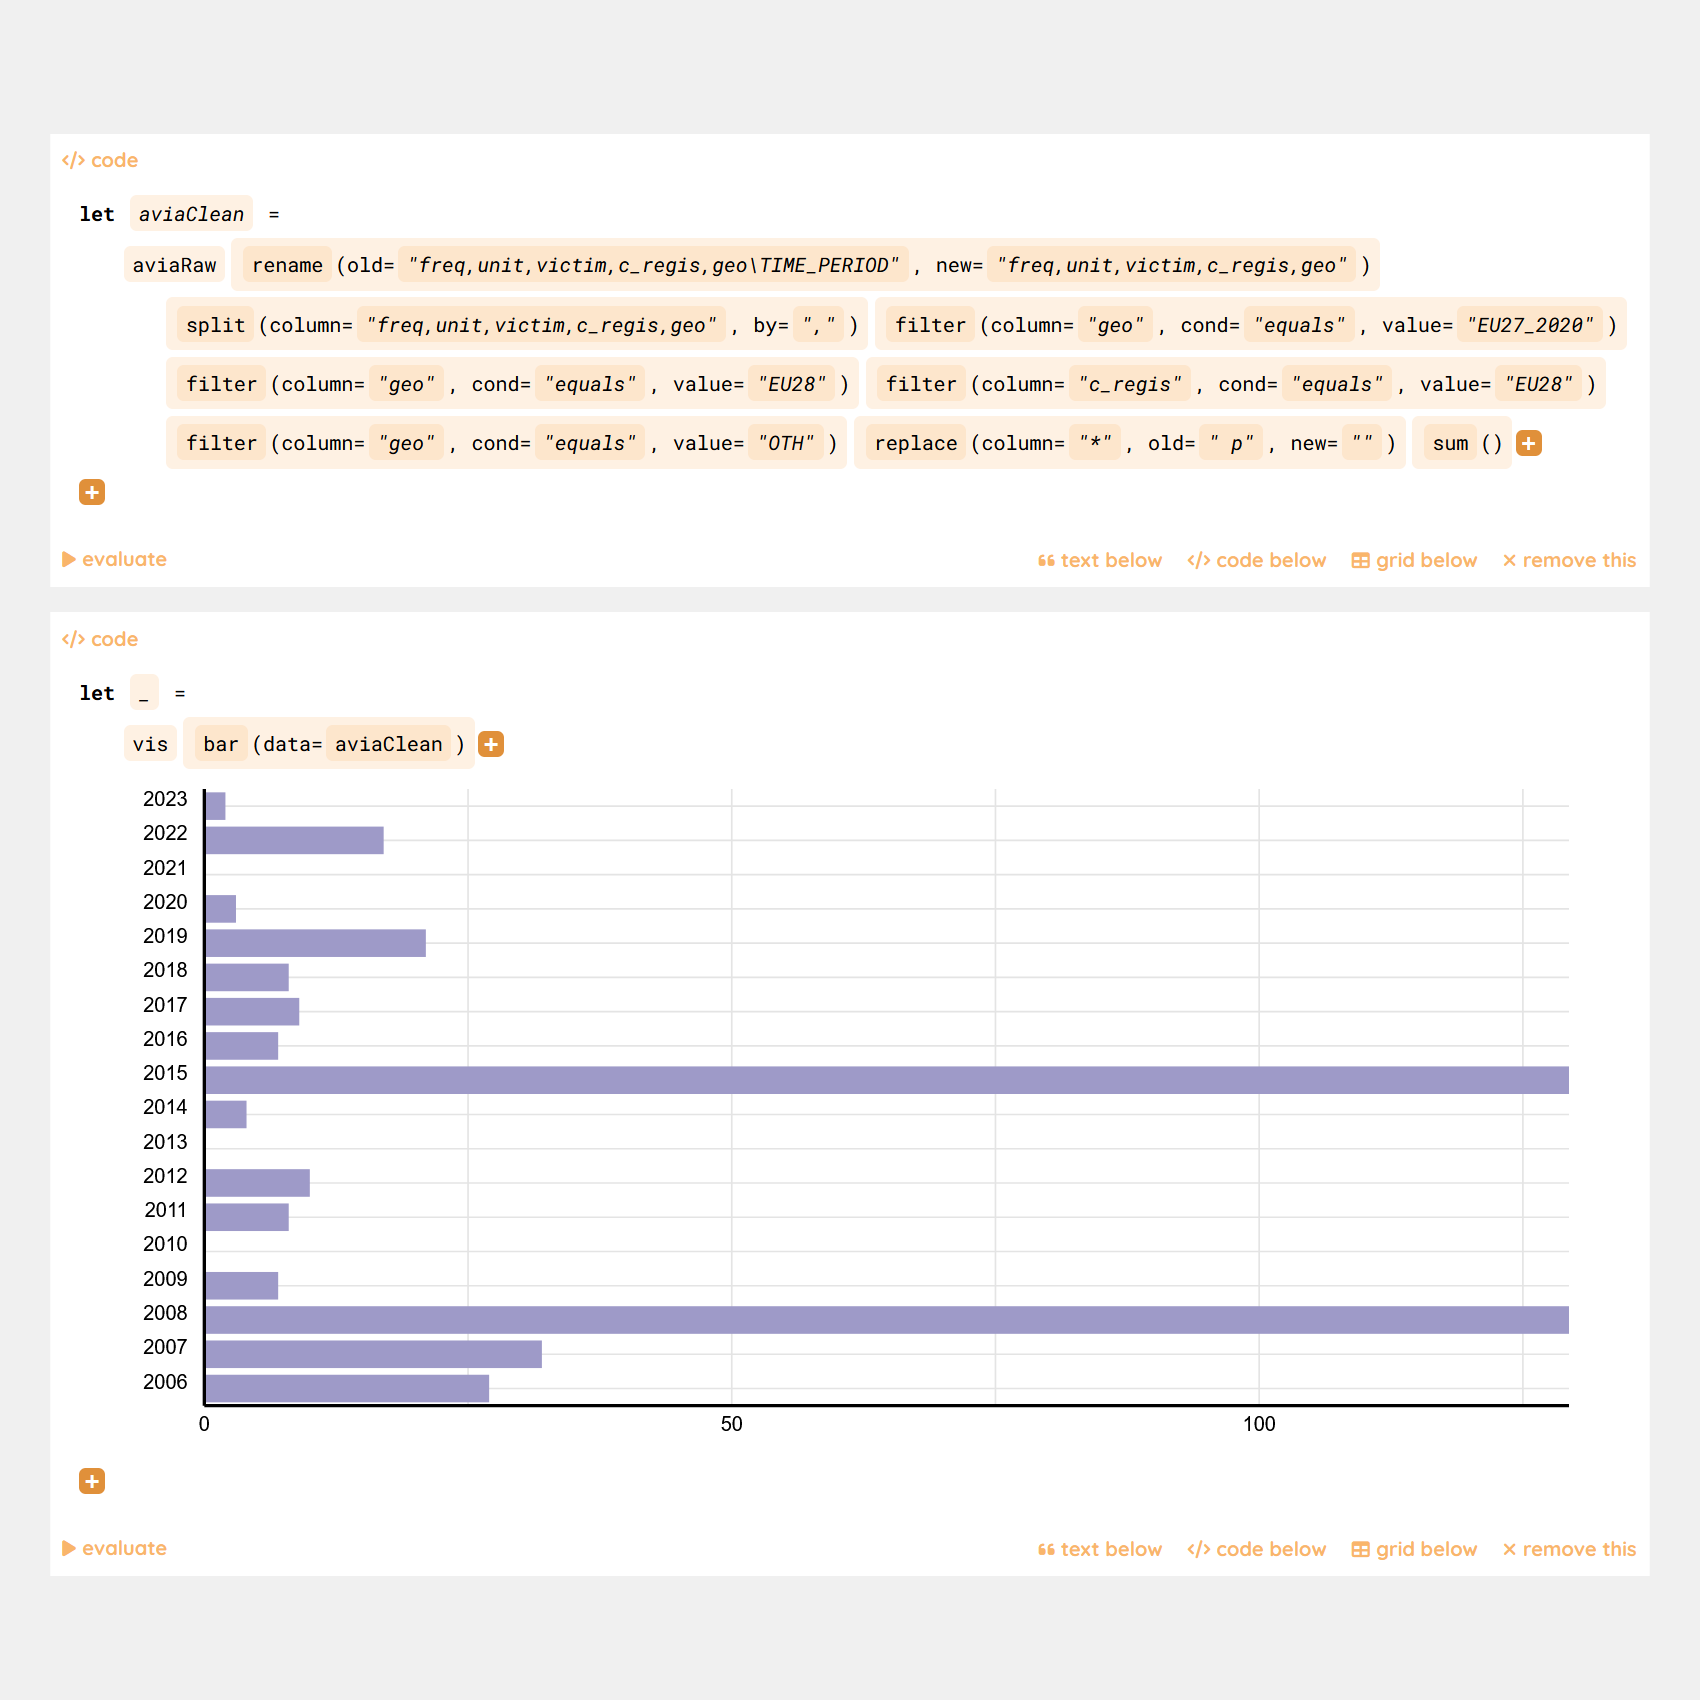 </> code
let aviaClean =
aviaRaw rename (old= "freq,unit,victim,c_regis,geo\TIME_PERIOD" , new= "freq,unit,victim,c_regis,geo" )
split (column= "freq,unit,victim,c_regis,geo" , by= "," ) filter (column= "geo" , cond= "equals" , value= "EU27_2020" )
filter (column= "geo" , cond= "equals" , value= "EU28" ) filter (column= "c_regis" , cond= "equals" , value= "EU28" )
filter (column= "geo" , cond= "equals" , value= "OTH" ) replace (column= "*" , old= " p" , new= "" ) sum () +
+
evaluate text below </> code below grid below × remove this
</> code
let _ =
vis bar (data= aviaClean ) +
2023
2022
2021
2020
2019
2018
2017
2016
2015
2014
2013
2012
2011
2010
2009
2008
2007
2006
0 50 100
+
evaluate text below </> code below grid below × remove this